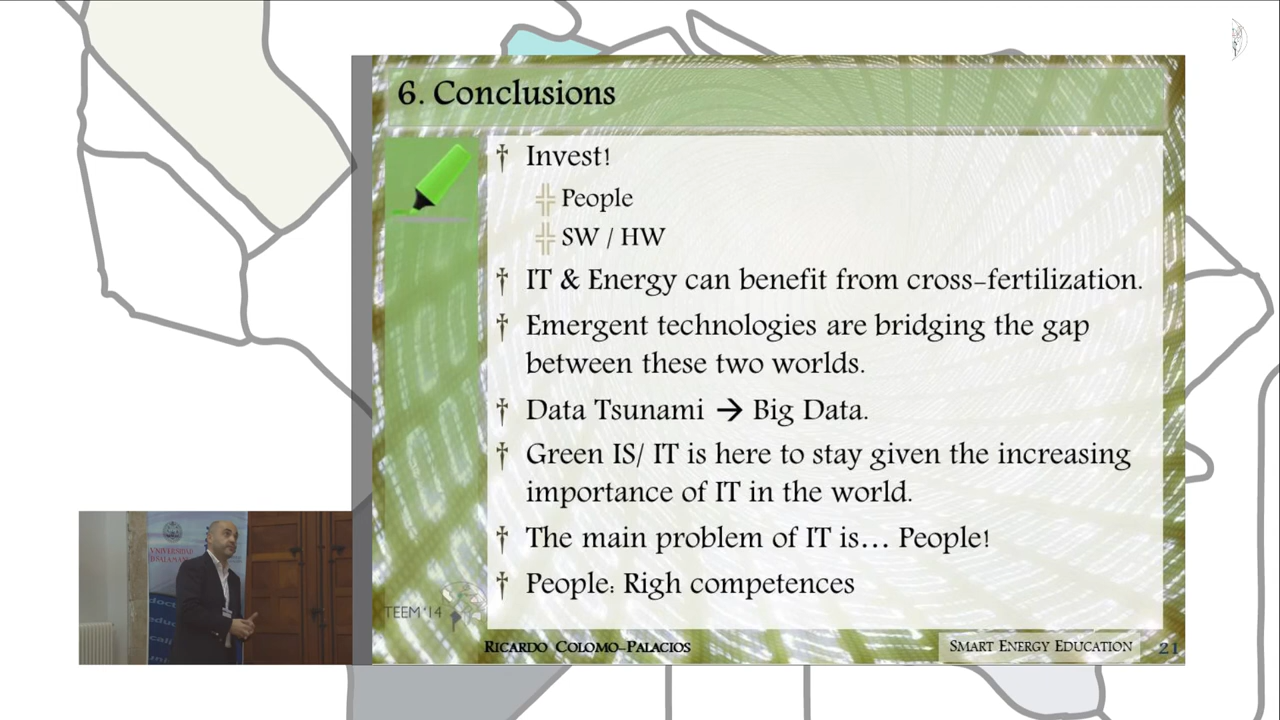 6. Conclusions
† Invest!
╬ People
╬ SW / HW
† IT & Energy can benefit from cross-fertilization.
† Emergent technologies are bridging the gap
between these two worlds.
† Data Tsunami → Big Data.
† Green IS/ IT is here to stay given the increasing
importance of IT in the world.
† The main problem of IT is... People!
† People: Righ competences
TEEM '14
RICARDO COLOMO-PALACIOS
SMART ENERGY EDUCATION
21